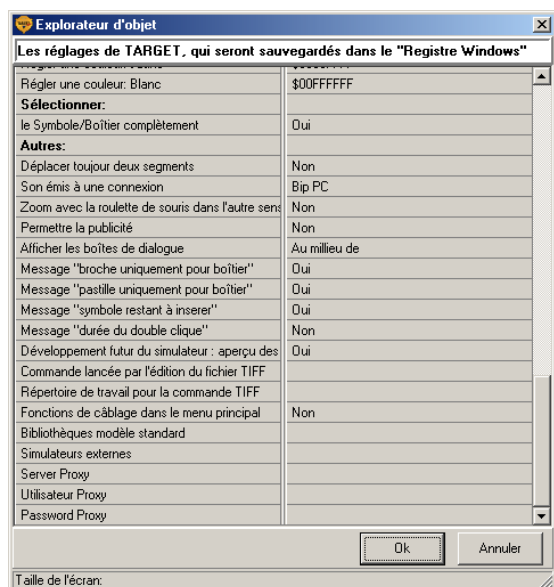 Explorateur d'objet
Les réglages de TARGET, qui seront sauvegardés dans le "Registre Windows"
Régler une couleur: Blanc $00FFFFFF
Sélectionner:
le Symbole/Boîtier complètement Oui
Autres:
Déplacer toujour deux segments Non
Son émis à une connexion Bip PC
Zoom avec la roulette de souris dans l'autre sens Non
Permettre la publicité Non
Afficher les boîtes de dialogue Au milieu de
Message "broche uniquement pour boîtier" Oui
Message "pastille uniquement pour boîtier" Oui
Message "symbole restant à inserer" Oui
Message "durée du double clique" Non
Développement futur du simulateur : aperçu des Oui
Commande lancée par l'édition du fichier TIFF
Répertoire de travail pour la commande TIFF
Fonctions de câblage dans le menu principal Non
Bibliothèques modèle standard
Simulateurs externes
Server Proxy
Utilisateur Proxy
Password Proxy
Ok Annuler
Taille de l'écran: